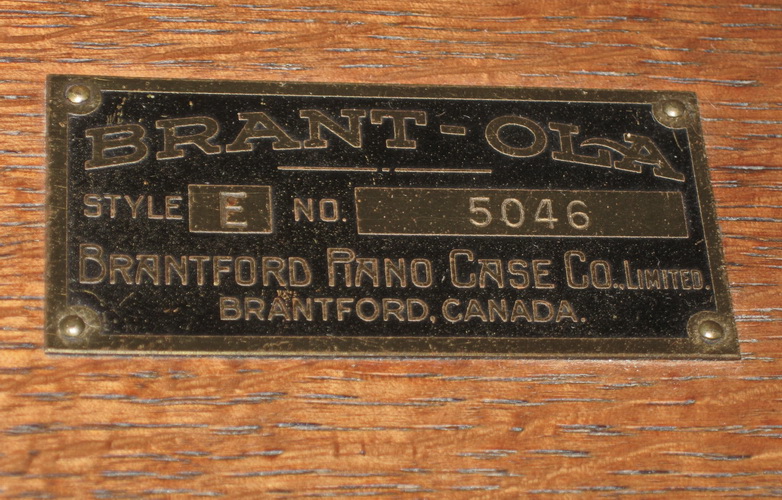 BRANT-OLA
STYLE E NO. 5046
BRANTFORD PIANO CASE CO., LIMITED.
BRANTFORD, CANADA.